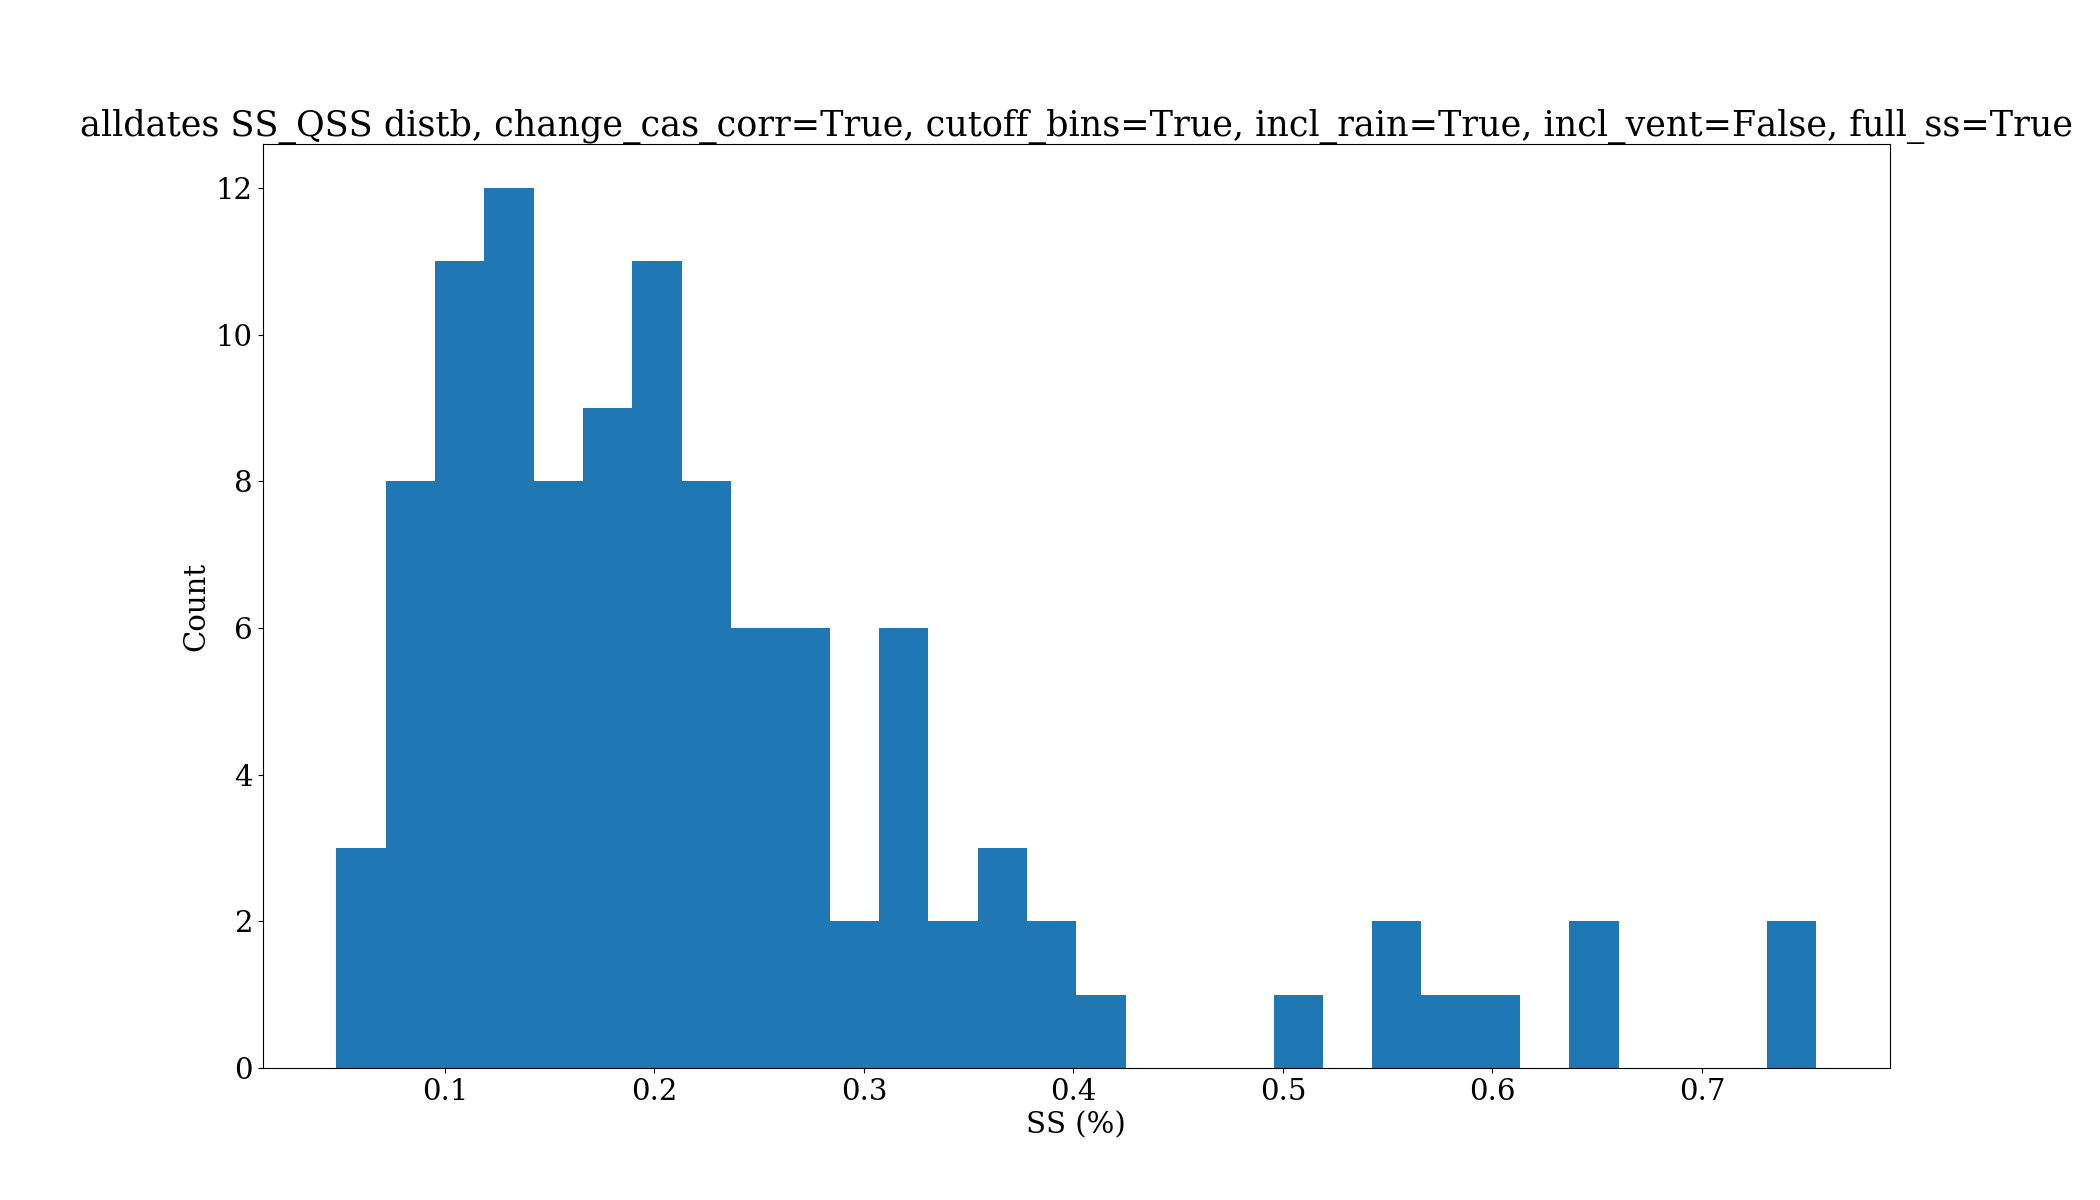 alldates SS_QSS distb, change_cas_corr=True, cutoff_bins=True, incl_rain=True, incl_vent=False, full_ss=True
12
10
8
6
4
2
0
Count
0.1 0.2 0.3 0.4 0.5 0.6 0.7
SS (%)